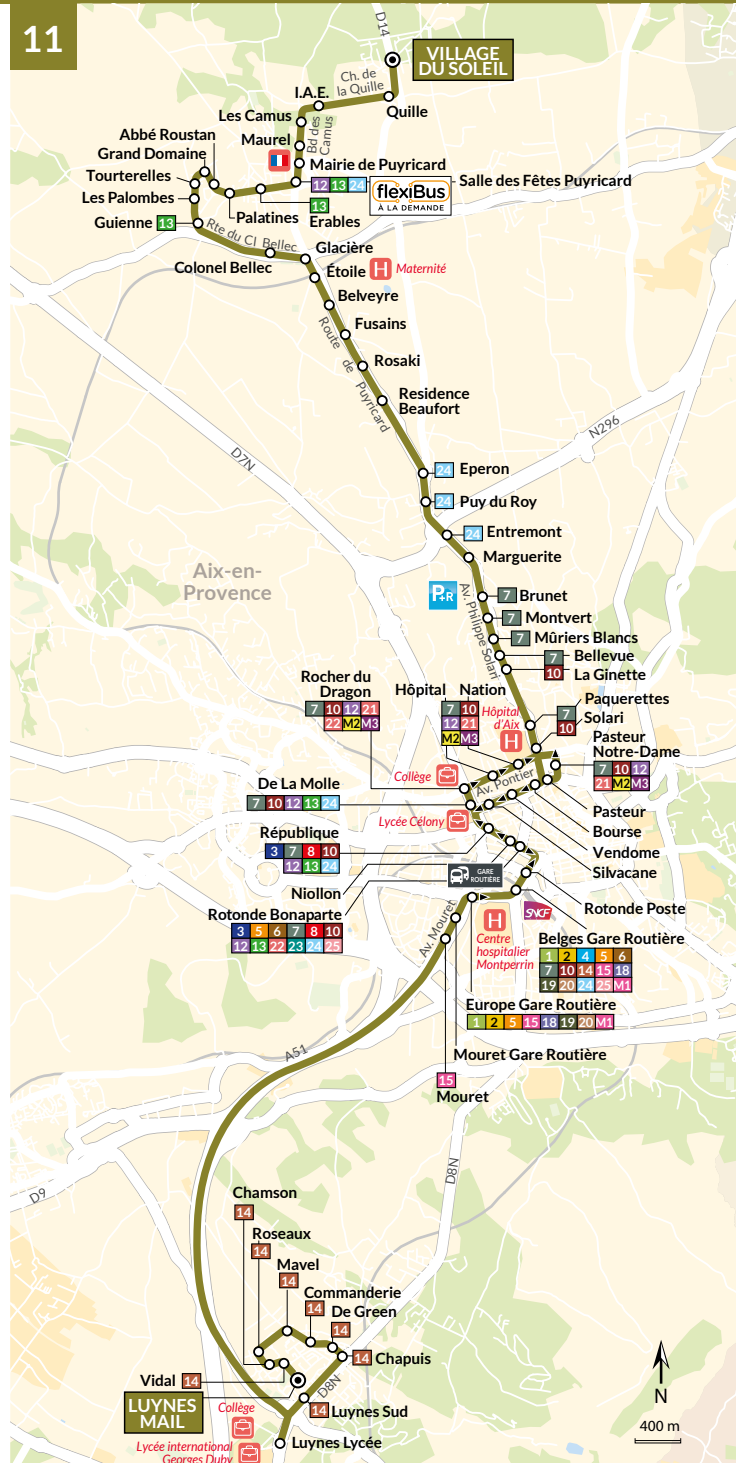 11
D14
VILLAGE
DU SOLEIL
Ch. de
la Quille
I.A.E.
Quille
Les Camus
Bd des
Camus
Abbé Roustan
Maurel
Grand Domaine
Mairie de Puyricard
12 13 24
flexiBus
À LA DEMANDE
Salle des Fêtes Puyricard
Tourterelles
Les Palombes
Palatines
13
Erables
Guienne 13
Rte du Cl Bellec
Glacière
Colonel Bellec
Étoile H Maternité
Belveyre
Fusains
Route de Puyricard
Rosaki
Residence
Beaufort
N296
D7N
24 Eperon
24 Puy du Roy
24 Entremont
Marguerite
Aix-en-
Provence
P+R
Av. Philippe Solari
7 Brunet
7 Montvert
7 Mûriers Blancs
7 Bellevue
10 La Ginette
Rocher du
Dragon
7 10 12 21
22 M2 M3
Hôpital
Nation
7 10
12 21
M2 M3
Hôpital
d'Aix
H
Paquerettes
7
Solari
10
Pasteur
Notre-Dame
7 10 12
21 M2 M3
Collège
Av. Pontier
De La Molle
7 10 12 13 24
Lycée Célony
Pasteur
Bourse
Vendome
Silvacane
République
3 7 8 10
12 13 24
GARE
ROUTIÈRE
Niollon
Rotonde Poste
Rotonde Bonaparte
3 5 6 7 8 10
12 13 22 23 24 25
SNCF
Av. Mouret
H
Centre
hospitalier
Montperrin
Belges Gare Routière
1 2 4 5 6
7 10 14 15 18
19 20 24 25 M1
Europe Gare Routière
1 2 5 15 18 19 20 M1
A51
Mouret Gare Routière
15
Mouret
D8N
D9
Chamson
14
Roseaux
14
Mavel
14
Commanderie
14
De Green
14
14 Chapuis
Vidal 14
D8N
LUYNES
MAIL
Collège
14 Luynes Sud
Lycée international
Georges Duby
Luynes Lycée
N
400 m